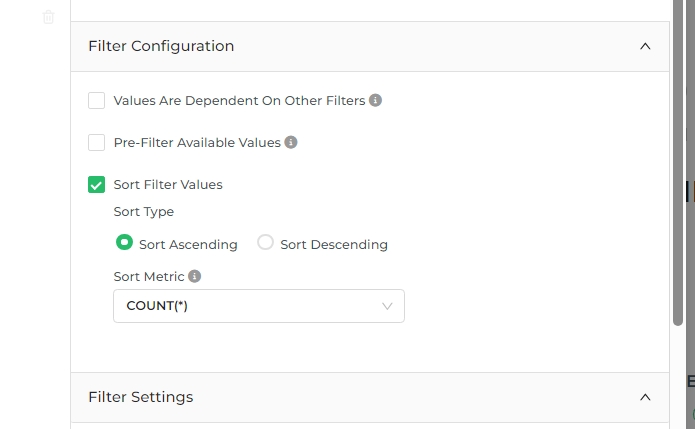 Filter Configuration
Values Are Dependent On Other Filters
Pre-Filter Available Values
Sort Filter Values
Sort Type
Sort Ascending Sort Descending
Sort Metric
COUNT(*)
Filter Settings